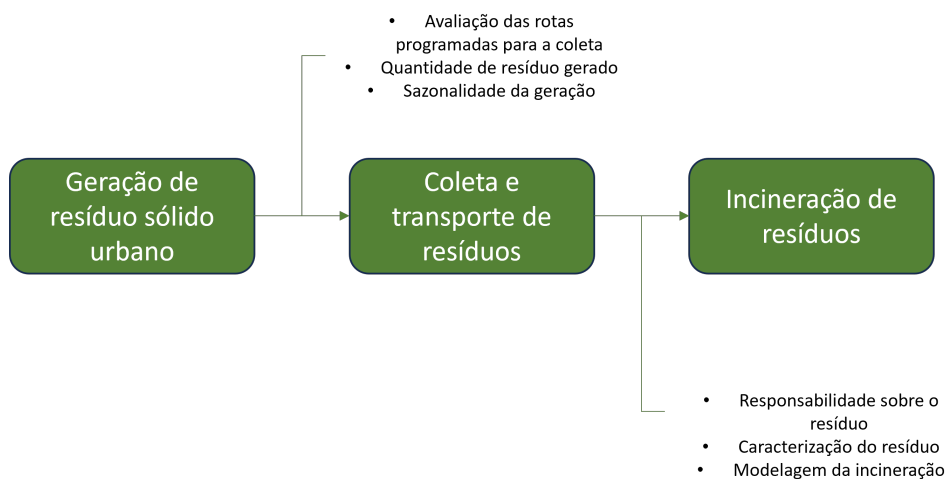 • Avaliação das rotas
programadas para a coleta
• Quantidade de resíduo gerado
• Sazonalidade da geração
Geração de
resíduo sólido
urbano
Coleta e
transporte de
resíduos
Incineração de
resíduos
• Responsabilidade sobre o
resíduo
• Caracterização do resíduo
• Modelagem da incineração